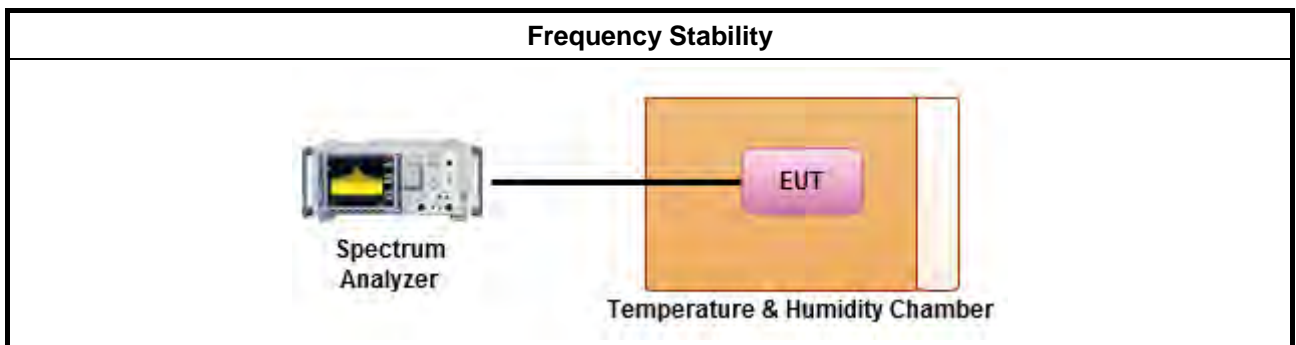 Frequency Stability
EUT
Spectrum
Analyzer
Temperature & Humidity Chamber